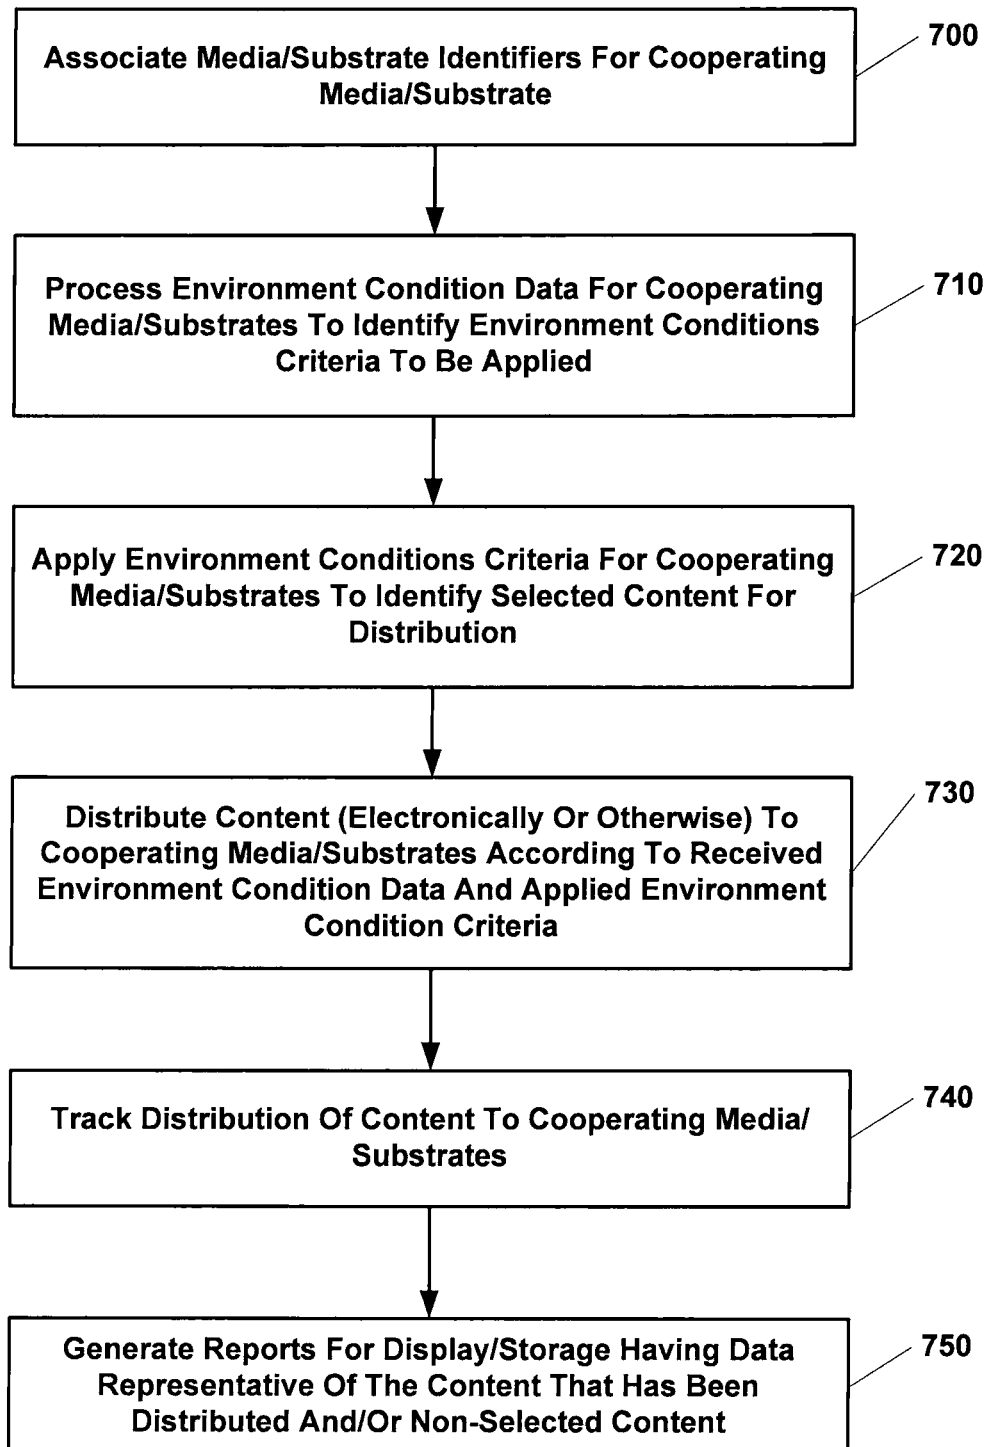 Associate Media/Substrate Identifiers For Cooperating
Media/Substrate
700
Process Environment Condition Data For Cooperating
Media/Substrates To Identify Environment Conditions
Criteria To Be Applied
710
Apply Environment Conditions Criteria For Cooperating
Media/Substrates To Identify Selected Content For
Distribution
720
Distribute Content (Electronically Or Otherwise) To
Cooperating Media/Substrates According To Received
Environment Condition Data And Applied Environment
Condition Criteria
730
Track Distribution Of Content To Cooperating Media/
Substrates
740
Generate Reports For Display/Storage Having Data
Representative Of The Content That Has Been
Distributed And/Or Non-Selected Content
750